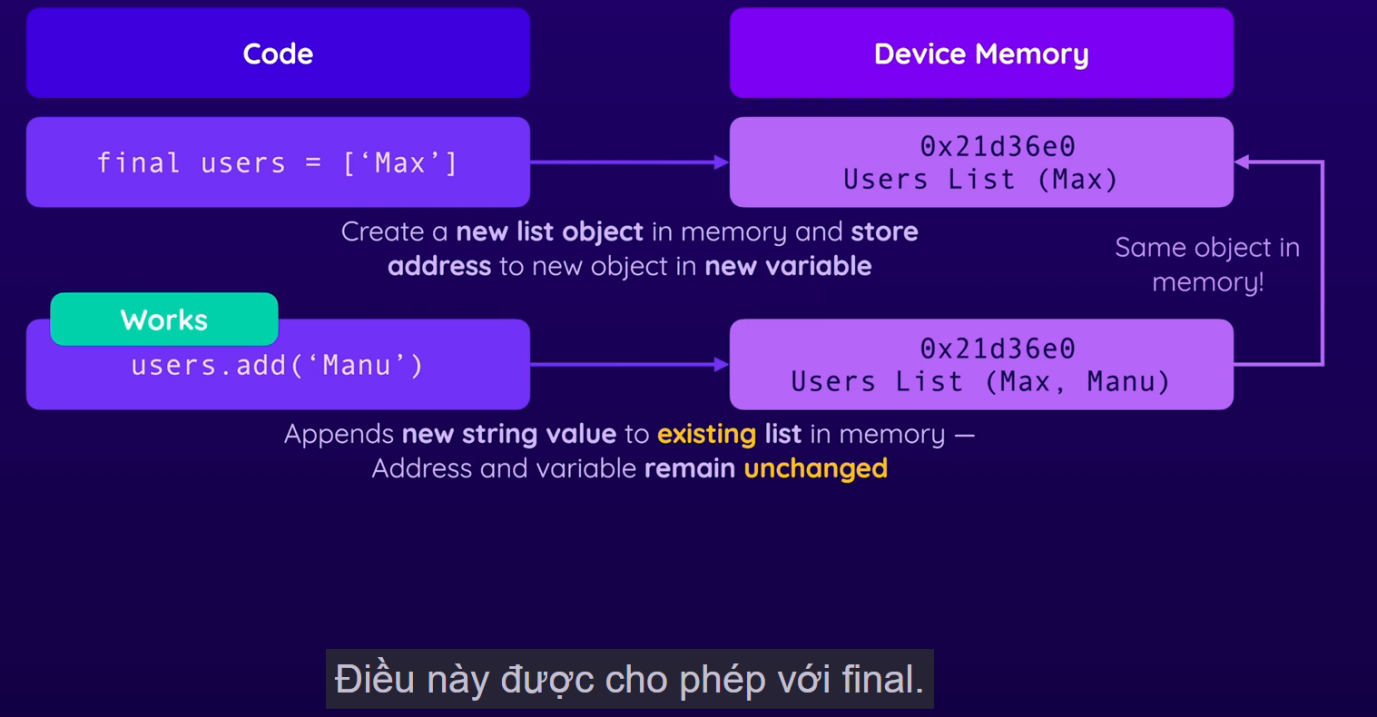 Code
Device Memory
final users = [‘Max’]
0x21d36e0
Users List (Max)
Create a new list object in memory and store
address to new object in new variable
Same object in
memory!
Works
users.add(‘Manu’)
0x21d36e0
Users List (Max, Manu)
Appends new string value to existing list in memory —
Address and variable remain unchanged
Điều này được cho phép với final.